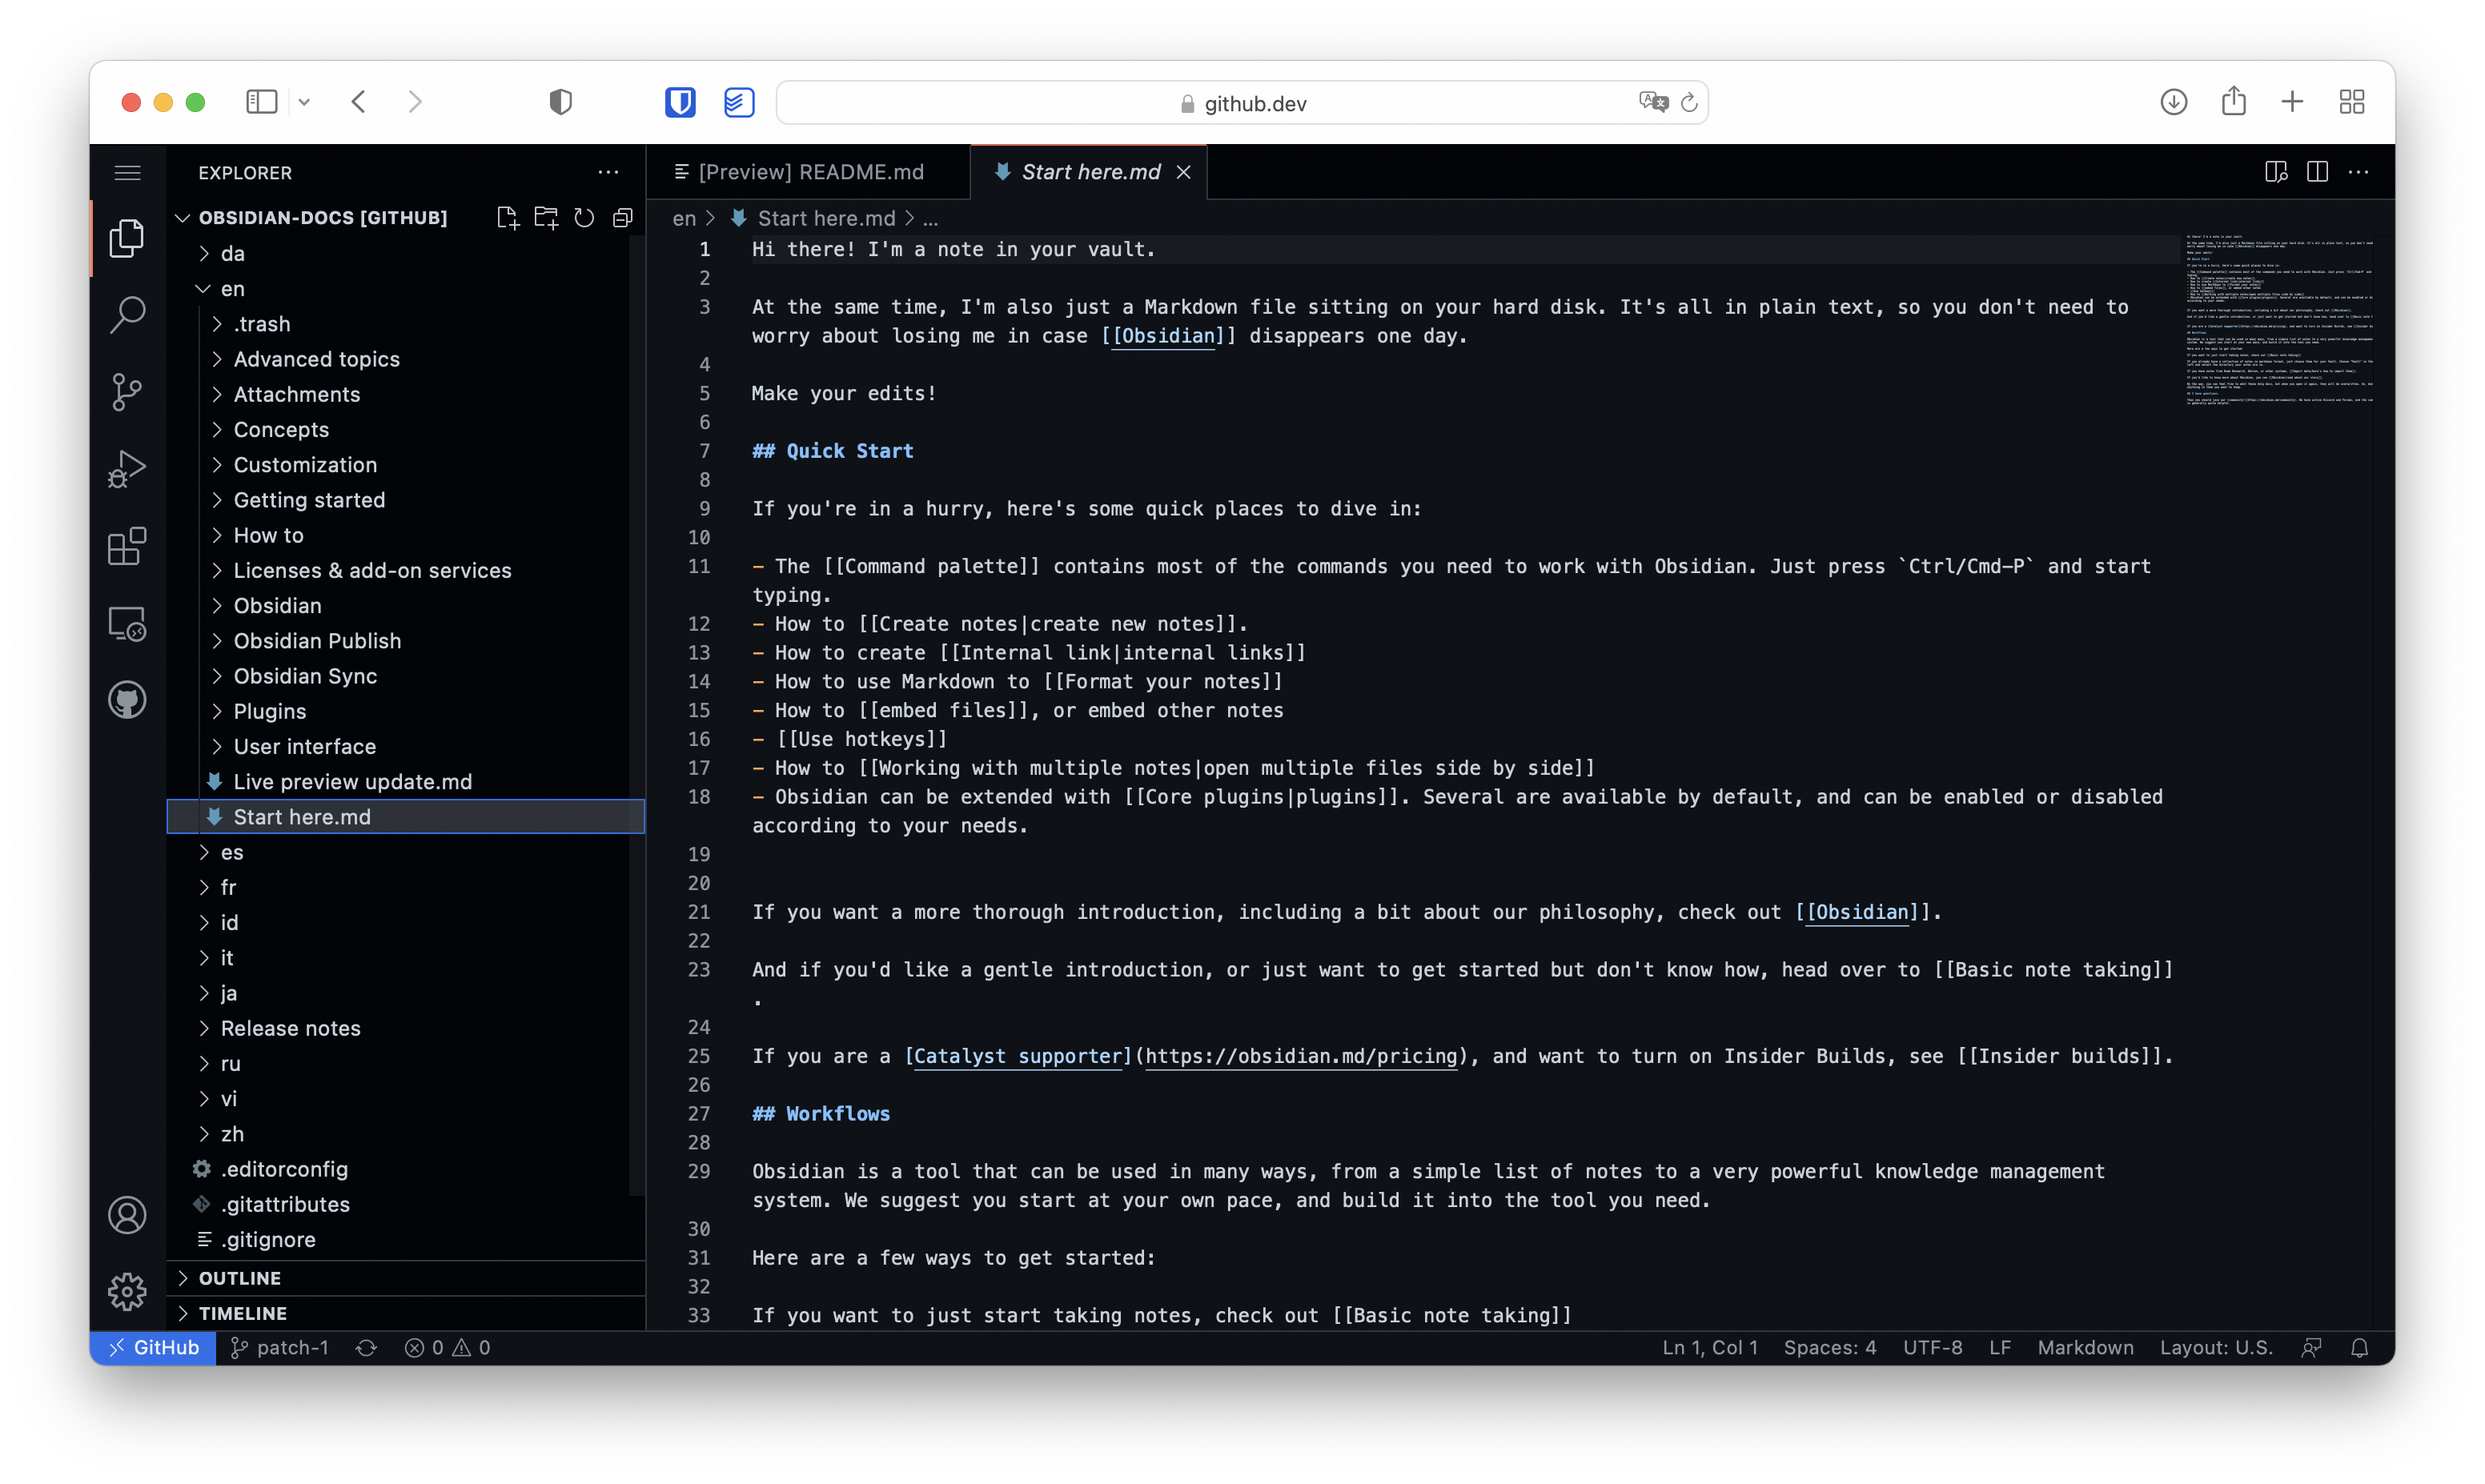 github.dev
EXPLORER
OBSIDIAN-DOCS [GITHUB]
da
en
.trash
Advanced topics
Attachments
Concepts
Customization
Getting started
How to
Licenses & add-on services
Obsidian
Obsidian Publish
Obsidian Sync
Plugins
User interface
Live preview update.md
Start here.md
es
fr
id
it
ja
Release notes
ru
vi
zh
.editorconfig
.gitattributes
.gitignore
OUTLINE
TIMELINE
[Preview] README.md
Start here.md
en > Start here.md > ...
1 Hi there! I'm a note in your vault.
2
3 At the same time, I'm also just a Markdown file sitting on your hard disk. It's all in plain text, so you don't need to
worry about losing me in case [[Obsidian]] disappears one day.
4
5 Make your edits!
6
7 ## Quick Start
8
9 If you're in a hurry, here's some quick places to dive in:
10
11 - The [[Command palette]] contains most of the commands you need to work with Obsidian. Just press `Ctrl/Cmd-P` and start
typing.
12 - How to [[Create notes|create new notes]].
13 - How to create [[Internal link|internal links]]
14 - How to use Markdown to [[Format your notes]]
15 - How to [[embed files]], or embed other notes
16 - [[Use hotkeys]]
17 - How to [[Working with multiple notes|open multiple files side by side]]
18 - Obsidian can be extended with [[Core plugins|plugins]]. Several are available by default, and can be enabled or disabled
according to your needs.
19
20
21 If you want a more thorough introduction, including a bit about our philosophy, check out [[Obsidian]].
22
23 And if you'd like a gentle introduction, or just want to get started but don't know how, head over to [[Basic note taking]]
.
24
25 If you are a [Catalyst supporter](https://obsidian.md/pricing), and want to turn on Insider Builds, see [[Insider builds]].
26
27 ## Workflows
28
29 Obsidian is a tool that can be used in many ways, from a simple list of notes to a very powerful knowledge management
system. We suggest you start at your own pace, and build it into the tool you need.
30
31 Here are a few ways to get started:
32
33 If you want to just start taking notes, check out [[Basic note taking]]
GitHub patch-1 0 0 Ln 1, Col 1 Spaces: 4 UTF-8 LF Markdown Layout: U.S.